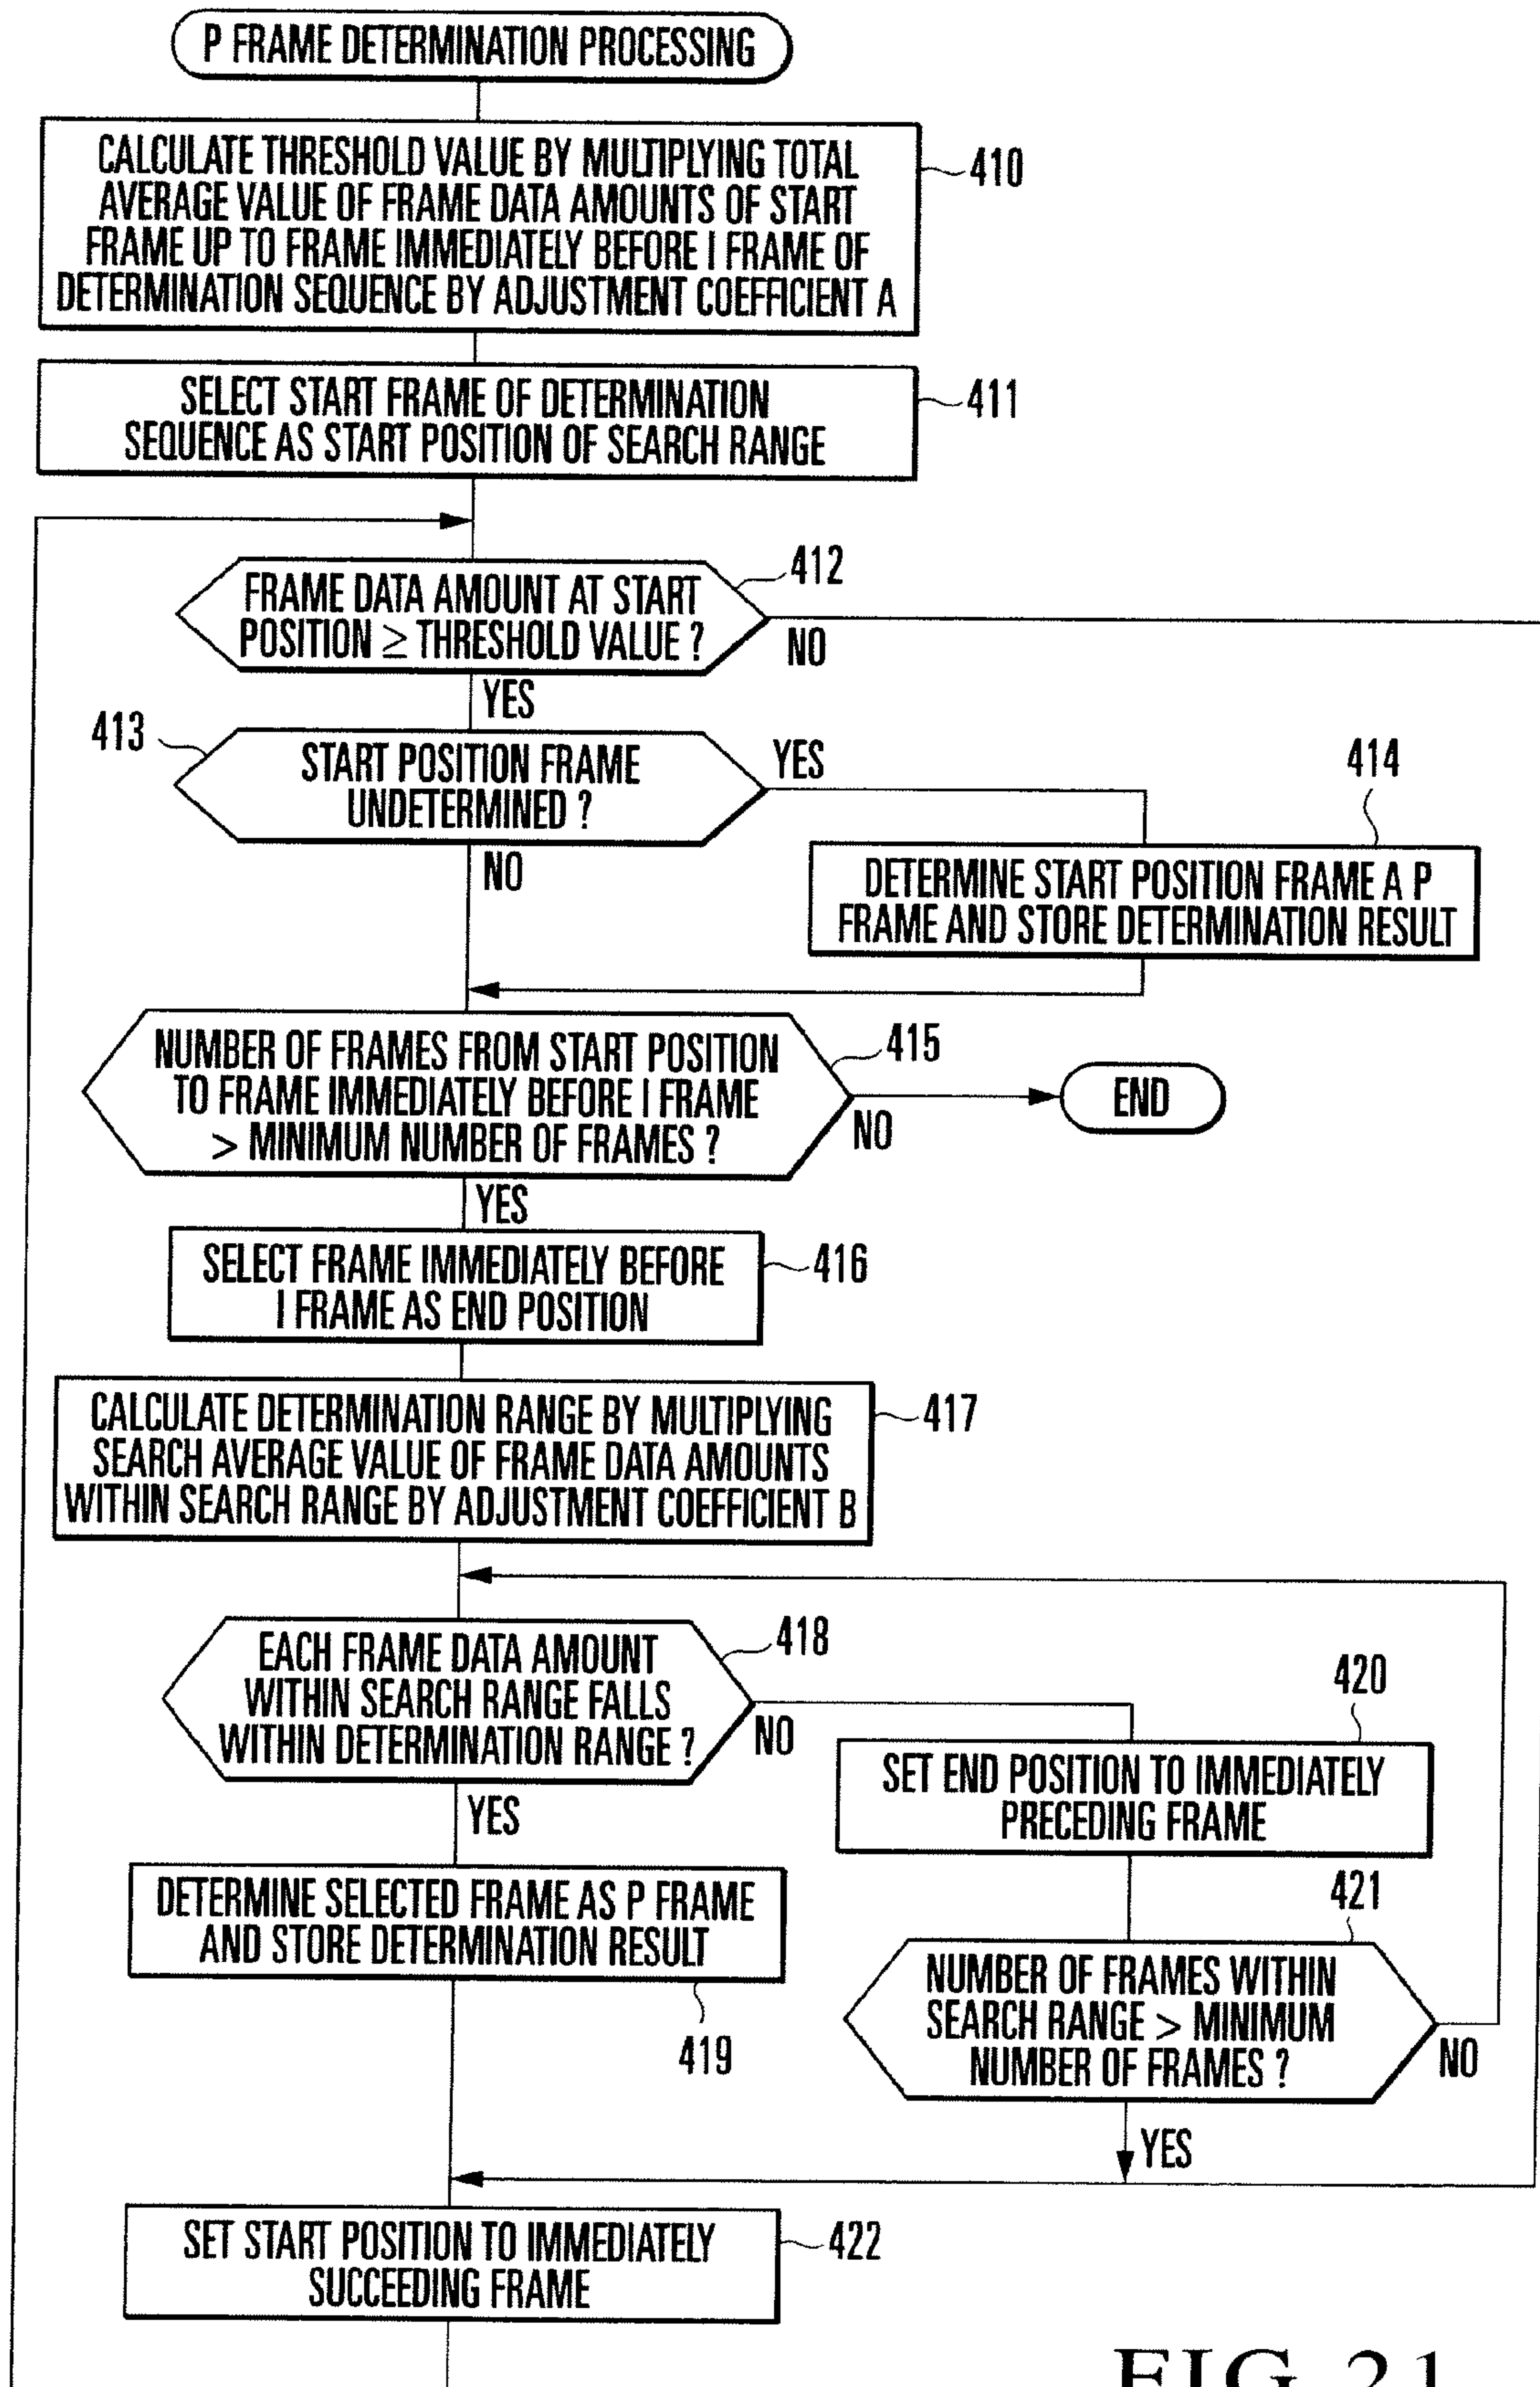 P FRAME DETERMINATION PROCESSING
CALCULATE THRESHOLD VALUE BY MULTIPLYING TOTAL
AVERAGE VALUE OF FRAME DATA AMOUNTS OF START
FRAME UP TO FRAME IMMEDIATELY BEFORE I FRAME OF
DETERMINATION SEQUENCE BY ADJUSTMENT COEFFICIENT A
410
SELECT START FRAME OF DETERMINATION
SEQUENCE AS START POSITION OF SEARCH RANGE
411
FRAME DATA AMOUNT AT START
POSITION ≥ THRESHOLD VALUE ?
412
NO
YES
413
START POSITION FRAME
UNDETERMINED ?
YES
NO
414
DETERMINE START POSITION FRAME A P
FRAME AND STORE DETERMINATION RESULT
NUMBER OF FRAMES FROM START POSITION
TO FRAME IMMEDIATELY BEFORE I FRAME
> MINIMUM NUMBER OF FRAMES ?
415
NO
END
YES
SELECT FRAME IMMEDIATELY BEFORE
I FRAME AS END POSITION
416
CALCULATE DETERMINATION RANGE BY MULTIPLYING
SEARCH AVERAGE VALUE OF FRAME DATA AMOUNTS
WITHIN SEARCH RANGE BY ADJUSTMENT COEFFICIENT B
417
EACH FRAME DATA AMOUNT
WITHIN SEARCH RANGE FALLS
WITHIN DETERMINATION RANGE ?
418
NO
YES
420
SET END POSITION TO IMMEDIATELY
PRECEDING FRAME
DETERMINE SELECTED FRAME AS P FRAME
AND STORE DETERMINATION RESULT
419
421
NUMBER OF FRAMES WITHIN
SEARCH RANGE > MINIMUM
NUMBER OF FRAMES ?
NO
YES
SET START POSITION TO IMMEDIATELY
SUCCEEDING FRAME
422
FIG. 21